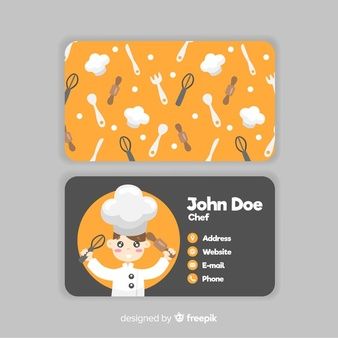 John Doe
Chef
Address
Website
E-mail
Phone
designed by freepik